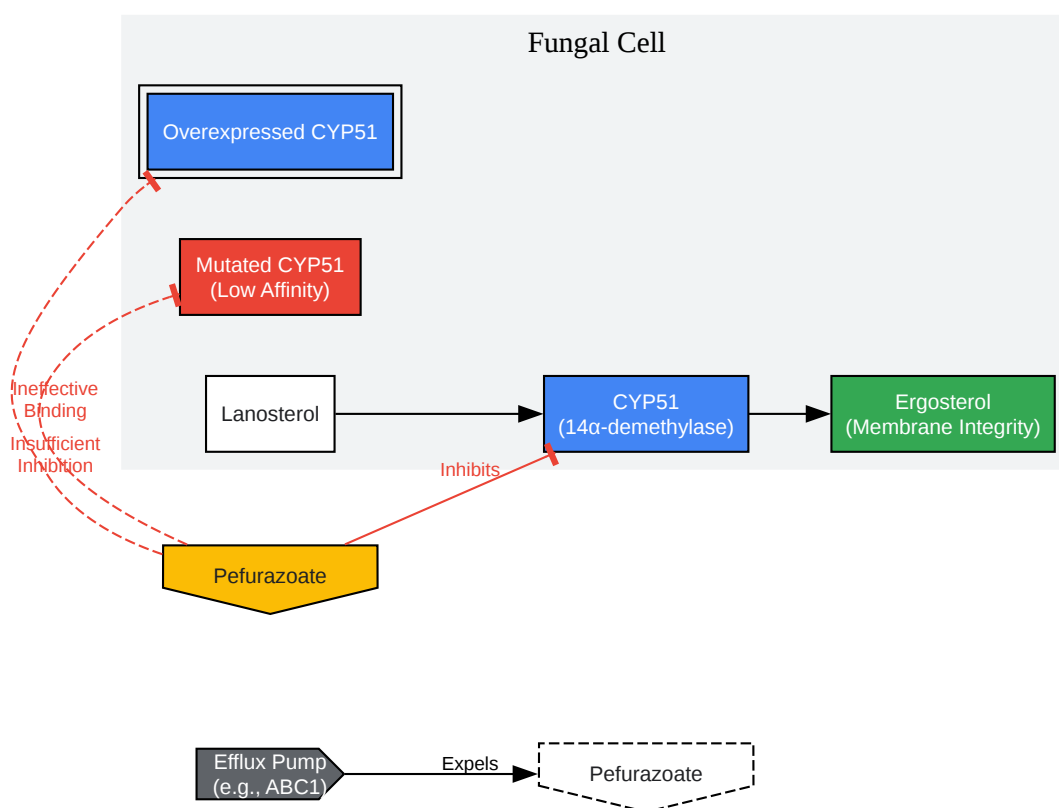 Fungal Cell
Overexpressed CYP51
Mutated CYP51
(Low Affinity)
Ineffective
Binding
Insufficient
Inhibition
Lanosterol
CYP51
(14α-demethylase)
Ergosterol
(Membrane Integrity)
Inhibits
Pefurazoate
Efflux Pump
(e.g., ABC1)
Expels
Pefurazoate